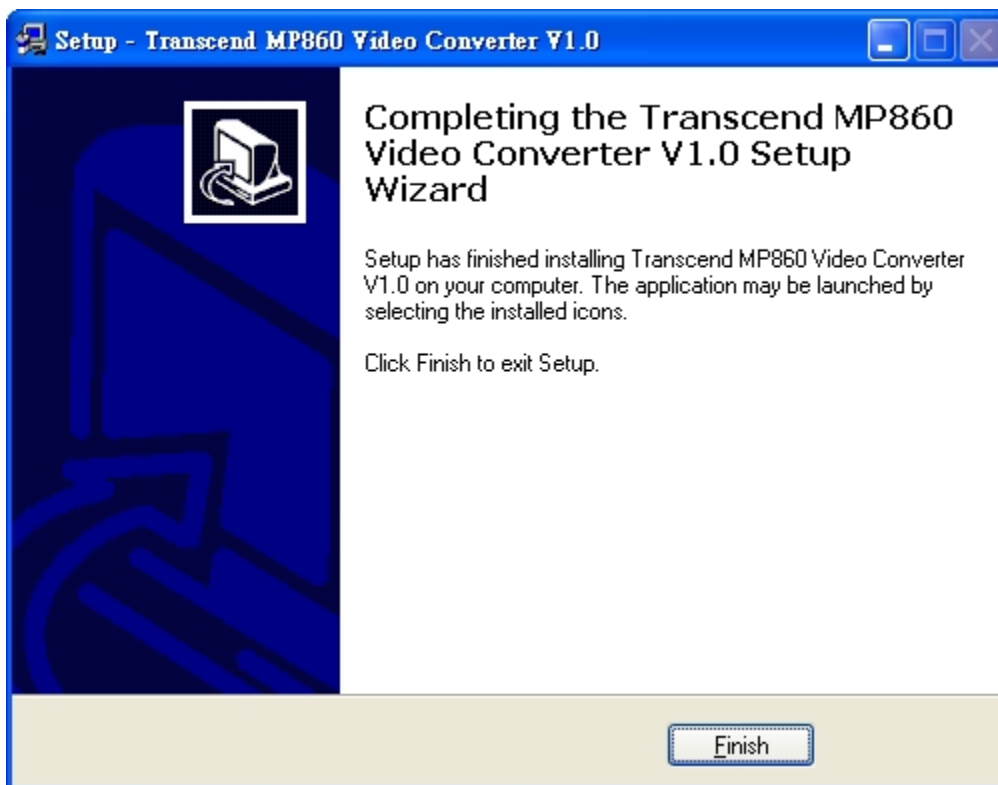 Setup - Transcend MP860 Video Converter V1.0
Completing the Transcend MP860
Video Converter V1.0 Setup
Wizard
Setup has finished installing Transcend MP860 Video Converter
V1.0 on your computer. The application may be launched by
selecting the installed icons.
Click Finish to exit Setup.
Finish